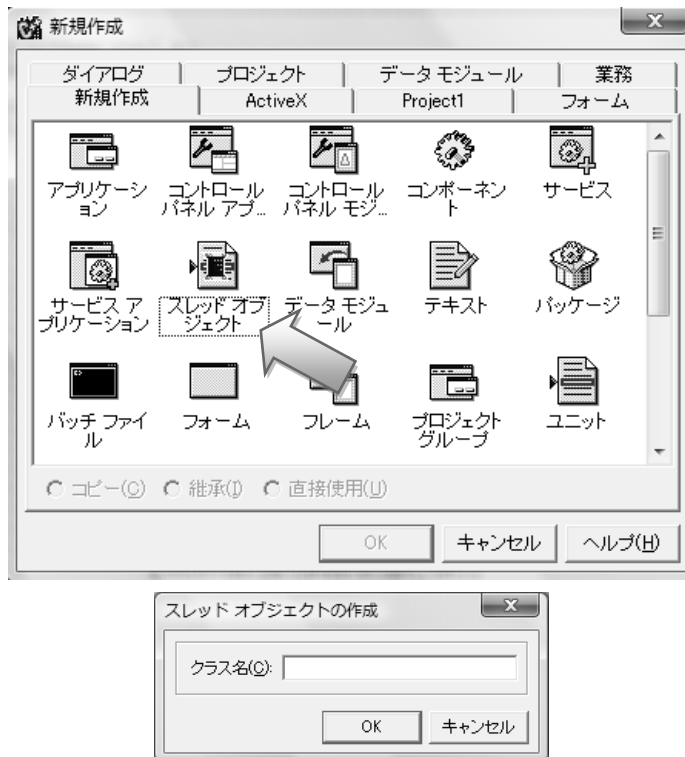 新規作成
ダイアログ プロジェクト データ モジュール 業務
新規作成 ActiveX Project1 フォーム
アプリケーシ コントロール コントロール コンポーネン サービス
ョン パネル アプ... パネル モジ... ト
サービス ア スレッド オブ データ モジュ テキスト パッケージ
プリケーション ジェクト ール
バッチ ファイ フォーム フレーム プロジェクト ユニット
ル グループ
コピー(C) 継承(I) 直接使用(U)
OK キャンセル ヘルプ(H)
スレッド オブジェクトの作成
クラス名(C):
OK キャンセル